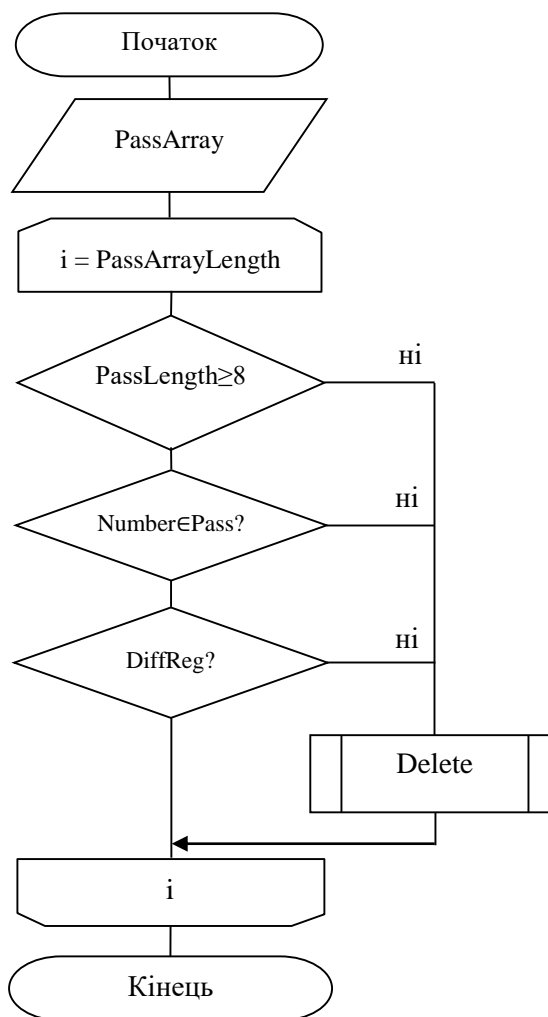 Початок
PassArray
i = PassArrayLength
PassLength≥8
ні
Number∈Pass?
ні
DiffReg?
ні
Delete
i
Кінець